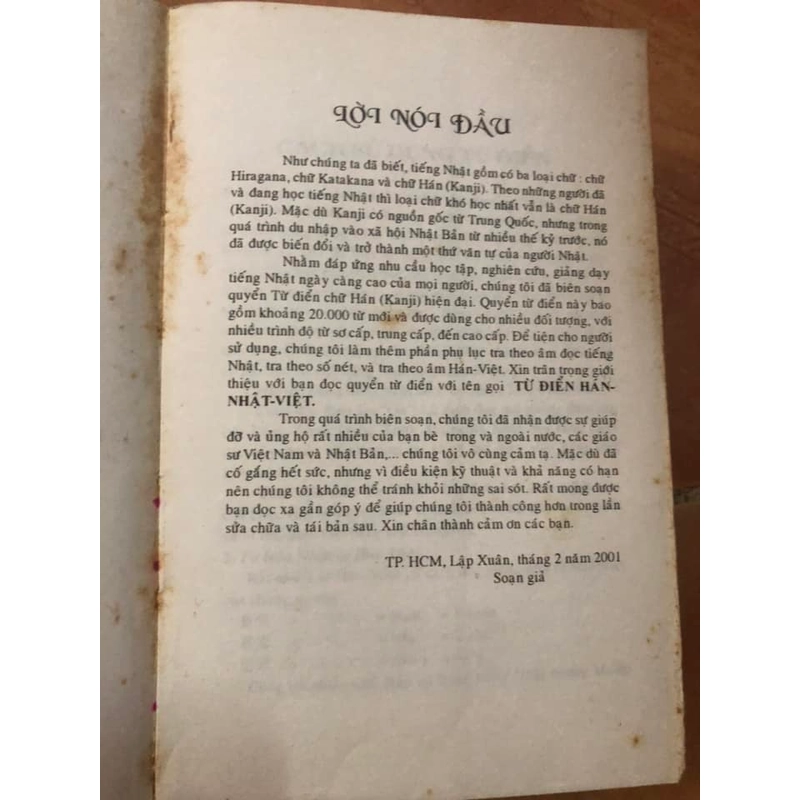 LỜI NÓI ĐẦU
Như chúng ta đã biết, tiếng Nhật gồm có ba loại chữ : chữ
Hiragana, chữ Katakana và chữ Hán (Kanji). Theo những người đã
và đang học tiếng Nhật thì loại chữ khó học nhất vẫn là chữ Hán
(Kanji). Mặc dù Kanji có nguồn gốc từ Trung Quốc, nhưng trong
quá trình du nhập vào xã hội Nhật Bản từ nhiều thế kỷ trước, nó
đã được biến đổi và trở thành một thứ văn tự của người Nhật.
Nhằm đáp ứng nhu cầu học tập, nghiên cứu, giảng dạy
tiếng Nhật ngày càng cao của mọi người, chúng tôi đã biên soạn
quyển Từ điển chữ Hán (Kanji) hiện đại. Quyển từ điển này bao
gồm khoảng 20.000 từ mới và được dùng cho nhiều đối tượng, với
nhiều trình độ từ sơ cấp, trung cấp, đến cao cấp. Để tiện cho người
sử dụng, chúng tôi làm thêm phần phụ lục tra theo âm đọc tiếng
Nhật, tra theo số nét, và tra theo âm Hán-Việt. Xin trân trọng giới
thiệu với bạn đọc quyển từ điển với tên gọi TỪ ĐIỂN HÁN-
NHẬT-VIỆT.
Trong quá trình biên soạn, chúng tôi đã nhận được sự giúp
đỡ và ủng hộ rất nhiều của bạn bè trong và ngoài nước, các giáo
sư Việt Nam và Nhật Bản,... chúng tôi vô cùng cảm tạ. Mặc dù đã
cố gắng hết sức, nhưng vì điều kiện kỹ thuật và khả năng có hạn
nên chúng tôi không thể tránh khỏi những sai sót. Rất mong được
bạn đọc xa gần góp ý để giúp chúng tôi thành công hơn trong lần
sửa chữa và tái bản sau. Xin chân thành cảm ơn các bạn.
TP. HCM, Lập Xuân, tháng 2 năm 2001
Soạn giả